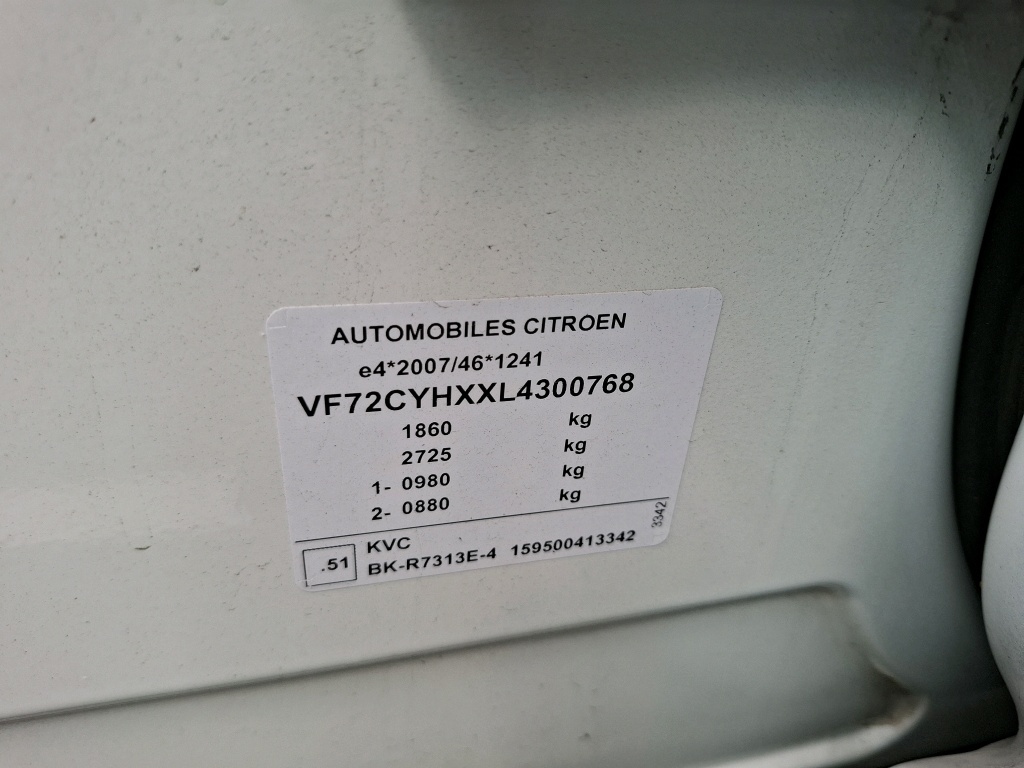 AUTOMOBILES CITROEN
e4*2007/46*1241
VF72CYHXXL4300768
1860 kg
2725 kg
1- 0980 kg
2- 0880 kg
.51
KVC
BK-R7313E-4 159500413342
3342